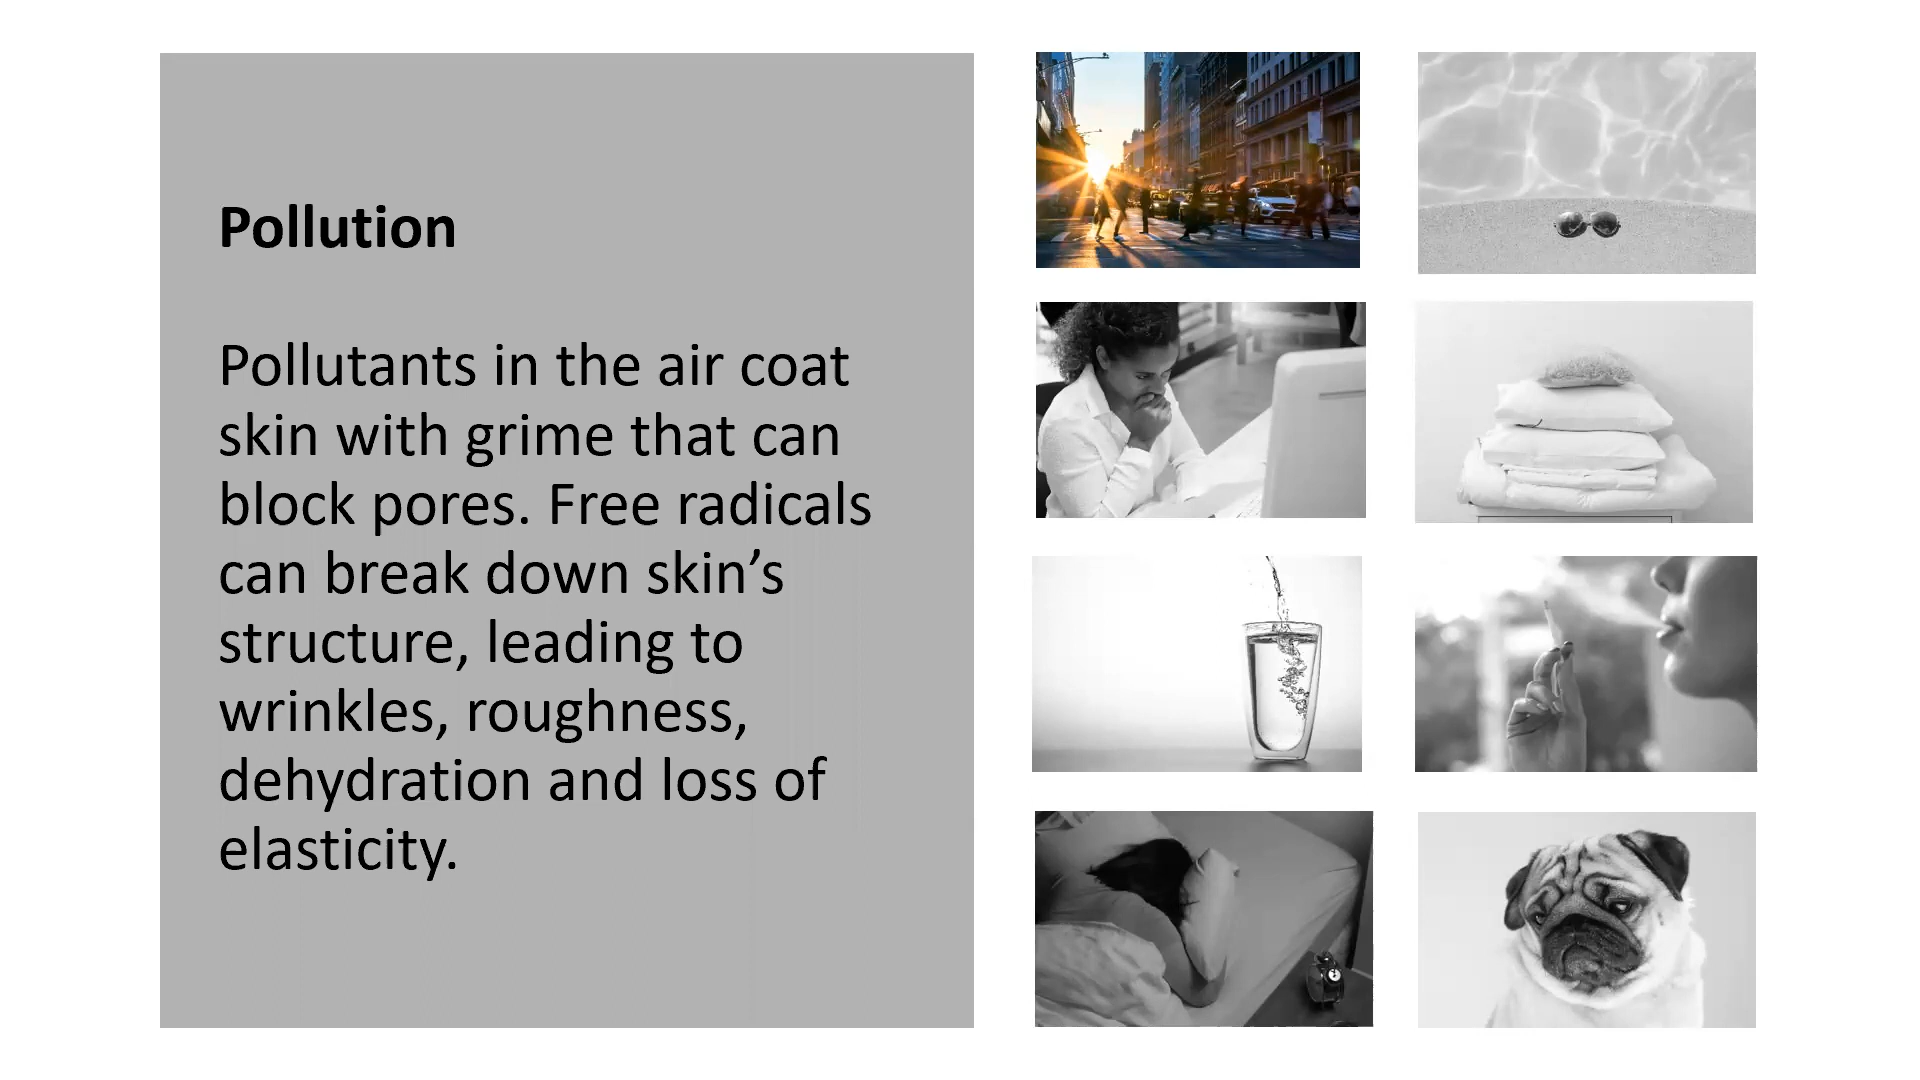 Pollution
Pollutants in the air coat
skin with grime that can
block pores. Free radicals
can break down skin’s
structure, leading to
wrinkles, roughness,
dehydration and loss of
elasticity.